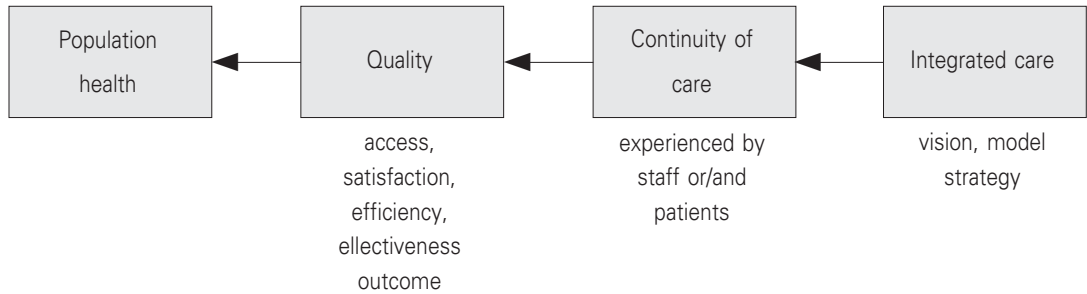 Population
health
Quality
access,
satisfaction,
efficiency,
ellectiveness
outcome
Continuity of
care
experienced by
staff or/and
patients
Integrated care
vision, model
strategy